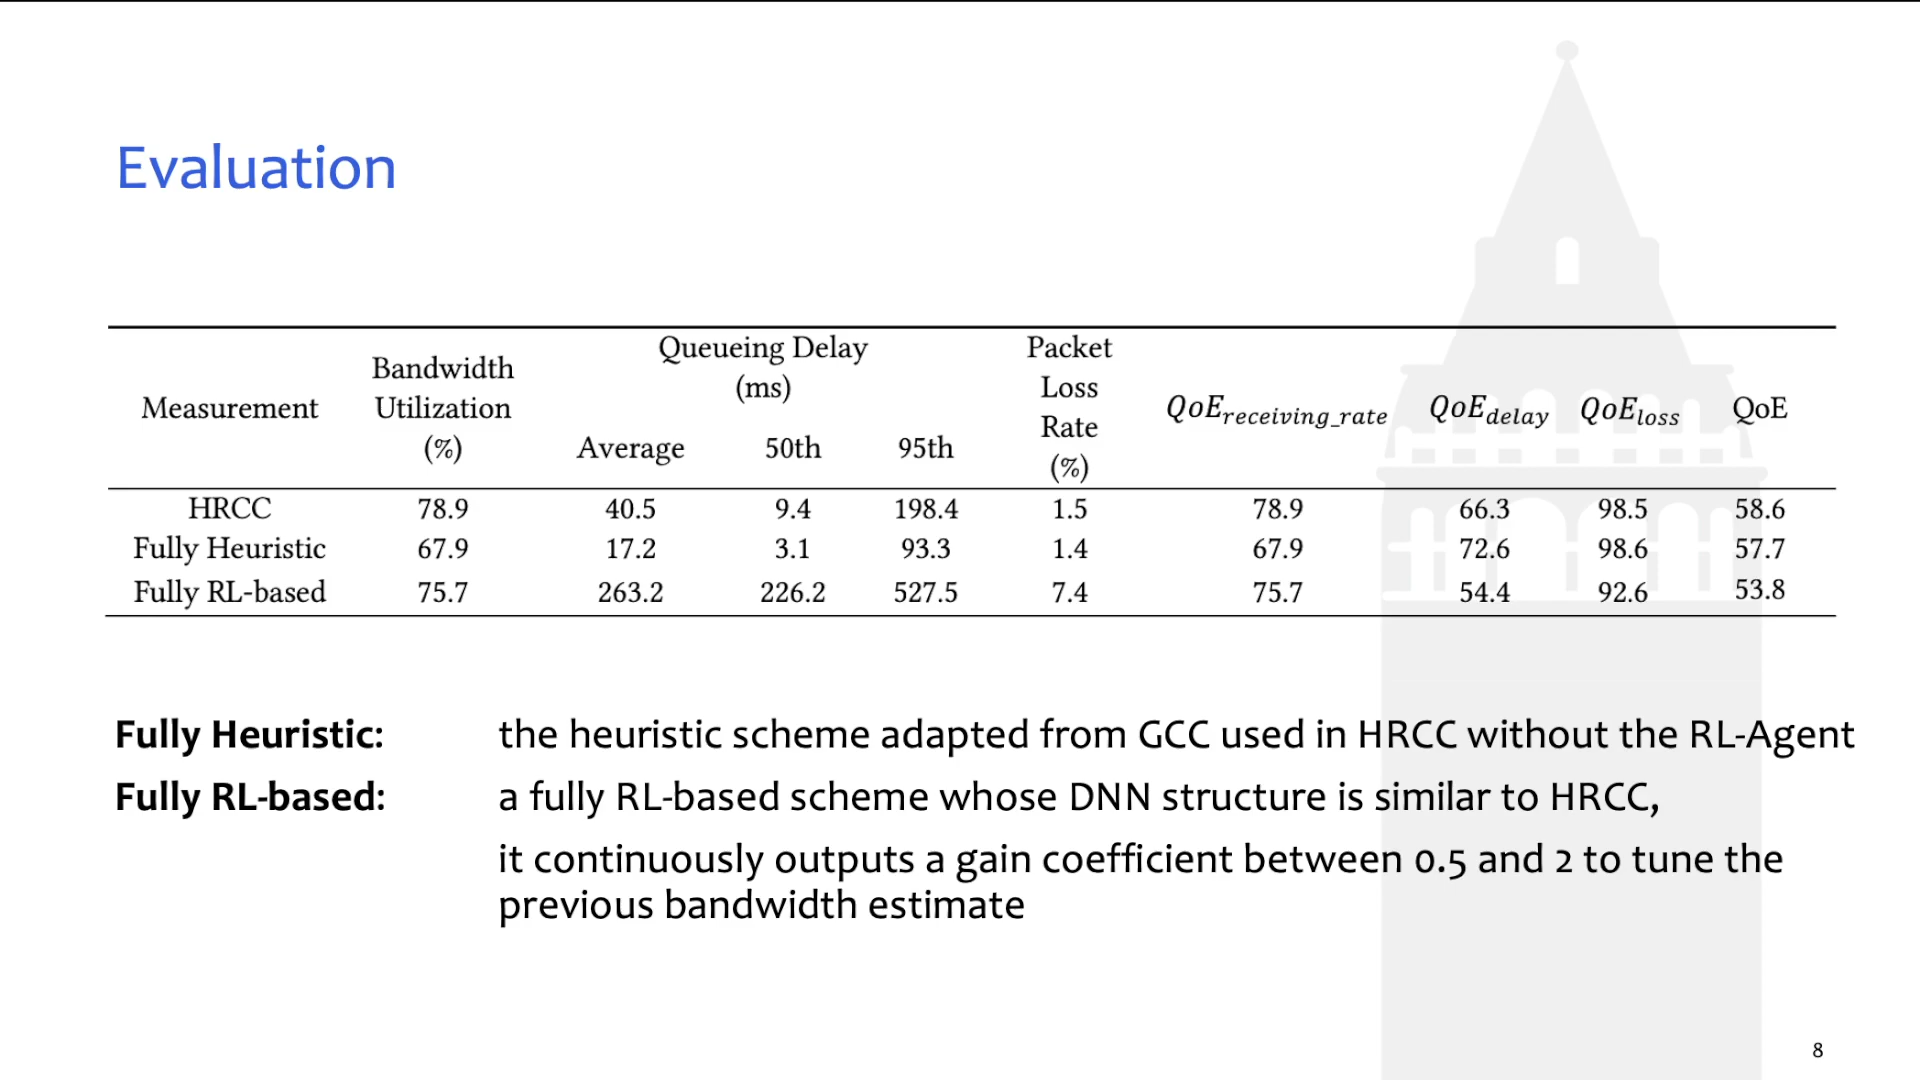 Evaluation
Measurement Bandwidth Utilization (%) Queueing Delay (ms) Average 50th 95th Packet Loss Rate (%) QoE_receiving_rate QoE_delay QoE_loss QoE
HRCC 78.9 40.5 9.4 198.4 1.5 78.9 66.3 98.5 58.6
Fully Heuristic 67.9 17.2 3.1 93.3 1.4 67.9 72.6 98.6 57.7
Fully RL-based 75.7 263.2 226.2 527.5 7.4 75.7 54.4 92.6 53.8
Fully Heuristic: the heuristic scheme adapted from GCC used in HRCC without the RL-Agent
Fully RL-based: a fully RL-based scheme whose DNN structure is similar to HRCC,
it continuously outputs a gain coefficient between 0.5 and 2 to tune the
previous bandwidth estimate
8